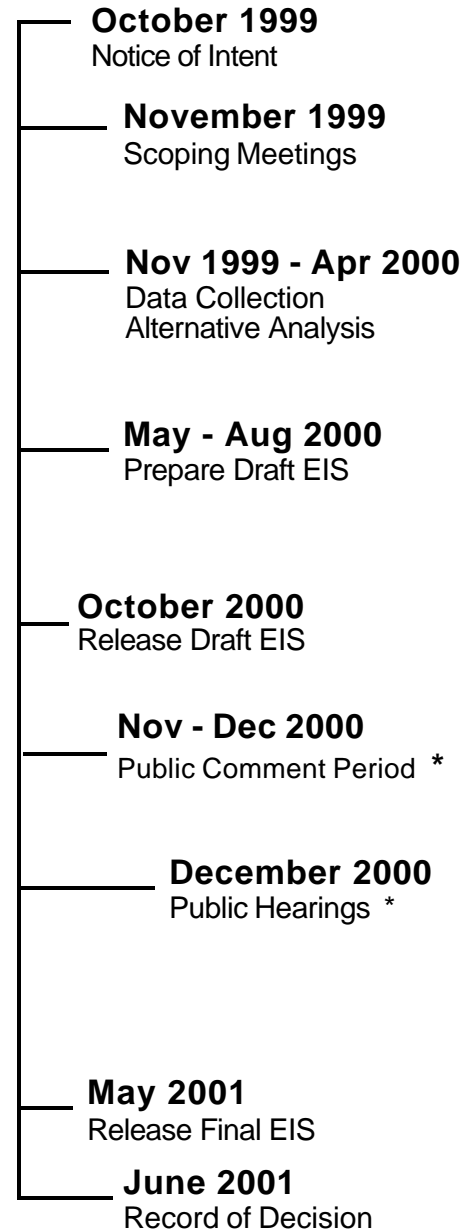 October 1999
Notice of Intent
November 1999
Scoping Meetings
Nov 1999 - Apr 2000
Data Collection
Alternative Analysis
May - Aug 2000
Prepare Draft EIS
October 2000
Release Draft EIS
Nov - Dec 2000
Public Comment Period *
December 2000
Public Hearings *
May 2001
Release Final EIS
June 2001
Record of Decision